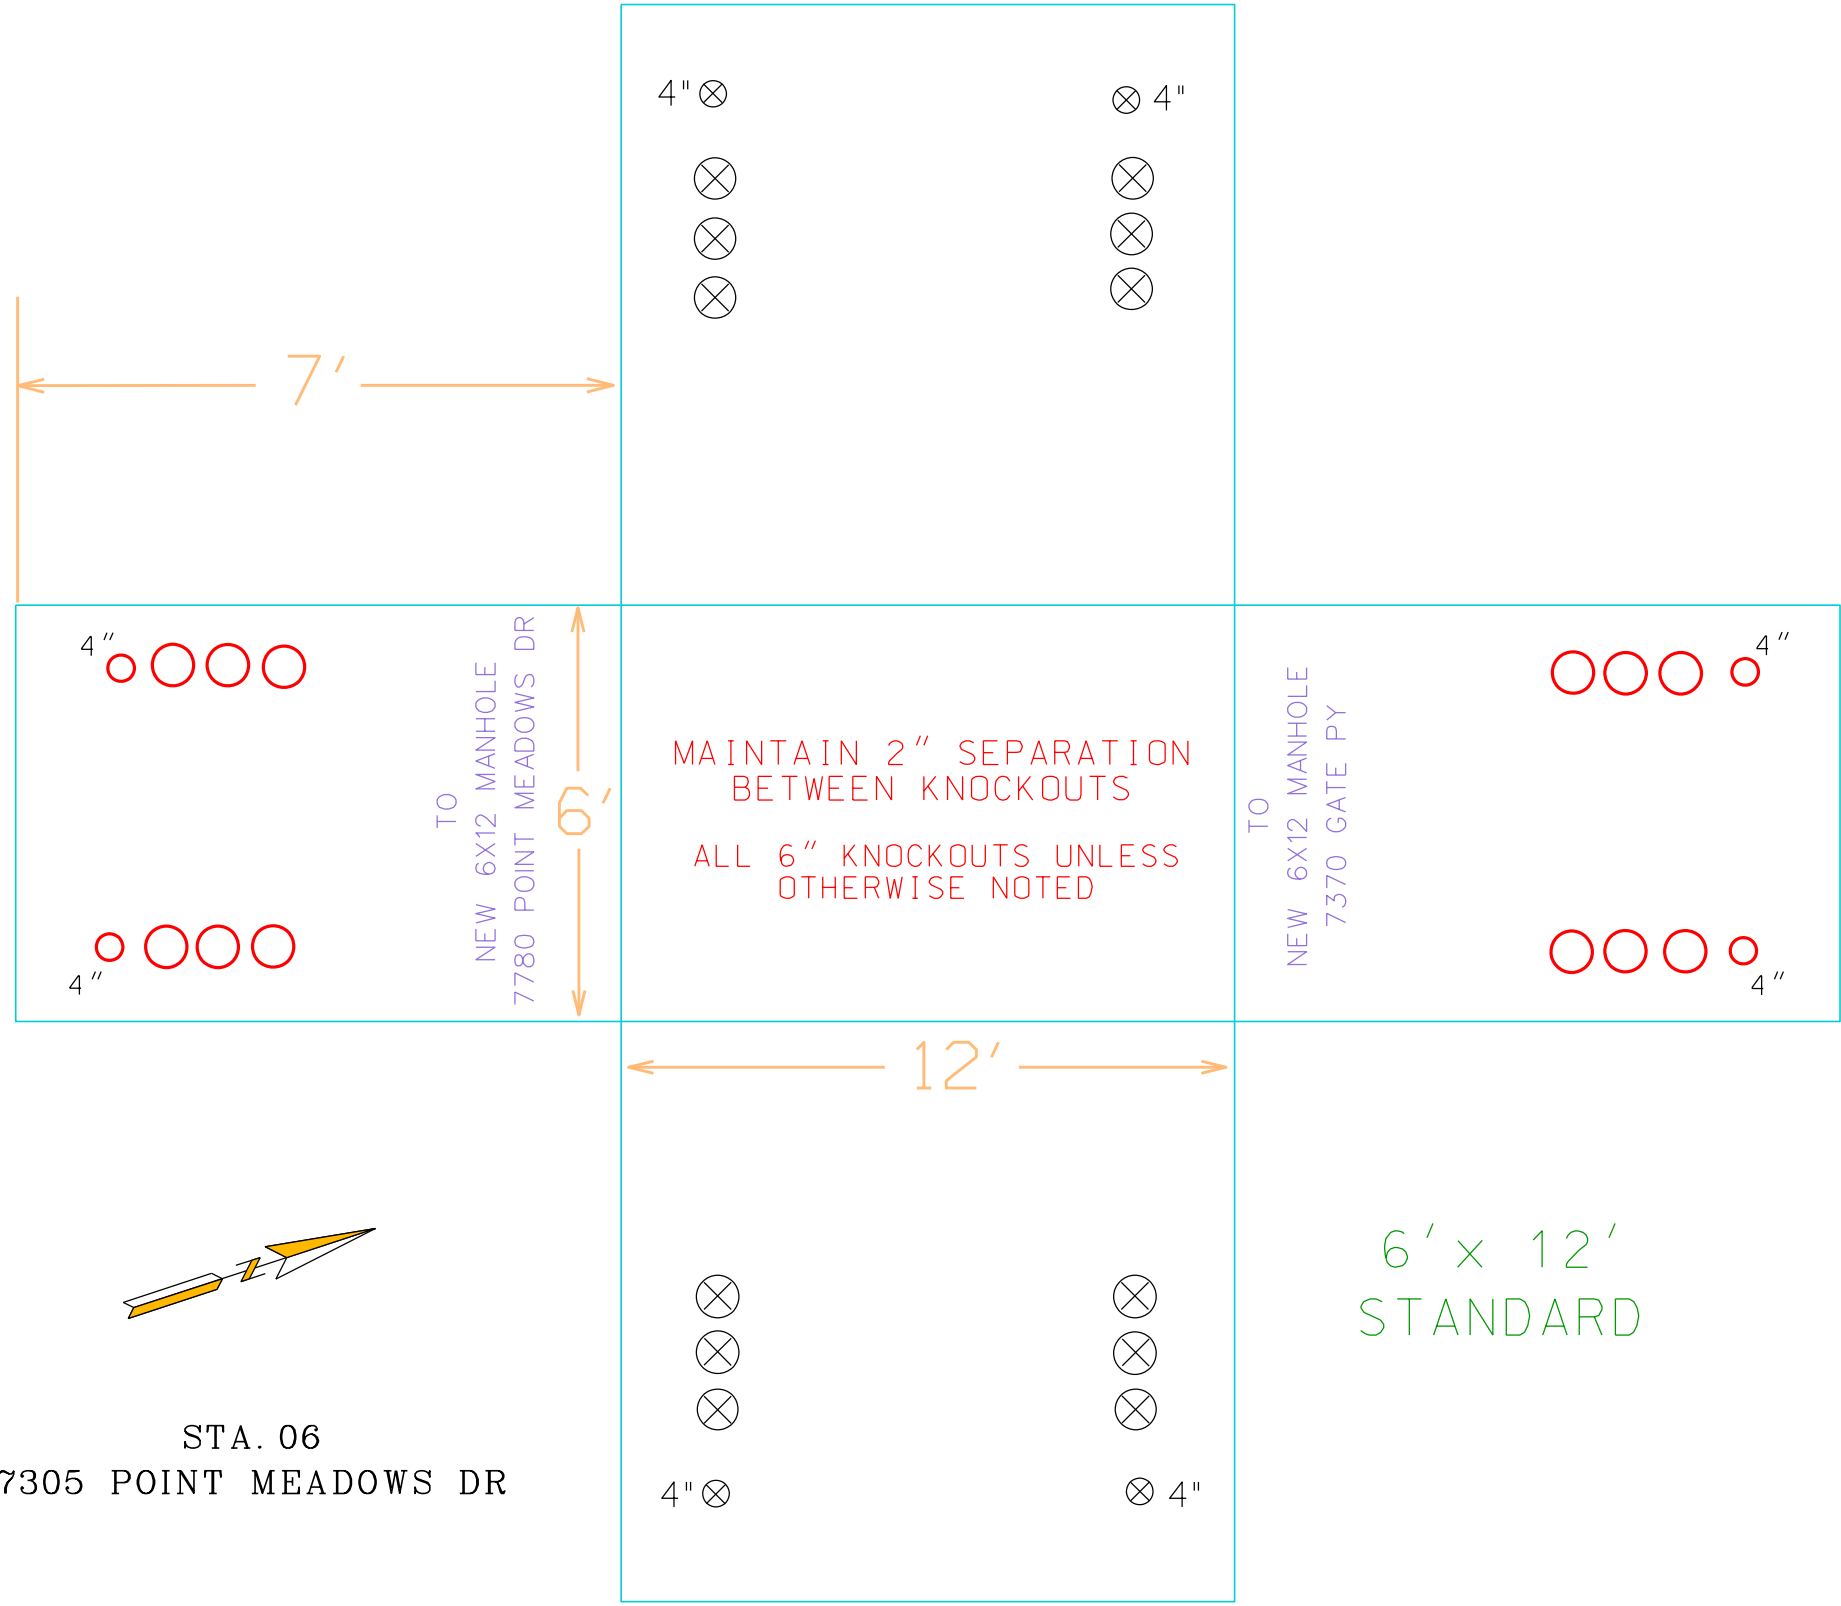 4"
4"
7'
4"
4"
TO
NEW 6X12 MANHOLE
7780 POINT MEADOWS DR
6'
MAINTAIN 2" SEPARATION
BETWEEN KNOCKOUTS
ALL 6" KNOCKOUTS UNLESS
OTHERWISE NOTED
TO
NEW 6X12 MANHOLE
7370 GATE PY
4"
4"
12'
N
6' x 12'
STANDARD
STA. 06
7305 POINT MEADOWS DR
4"
4"